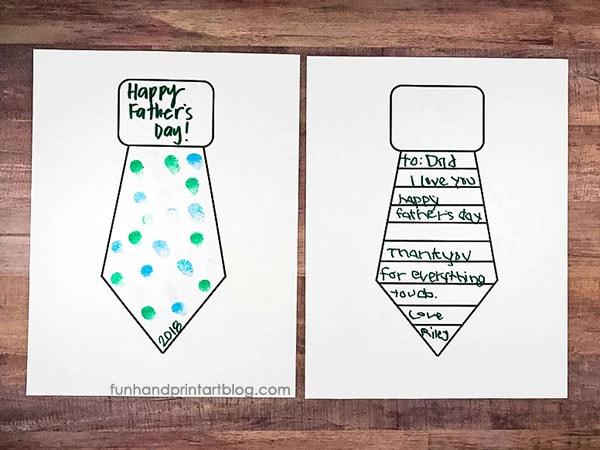 Happy
Father's
Day!
2018
to: Dad
I love you
happy
father's day
Thankyou
for everything
you do.
Love
Riley
funhandprintartblog.com